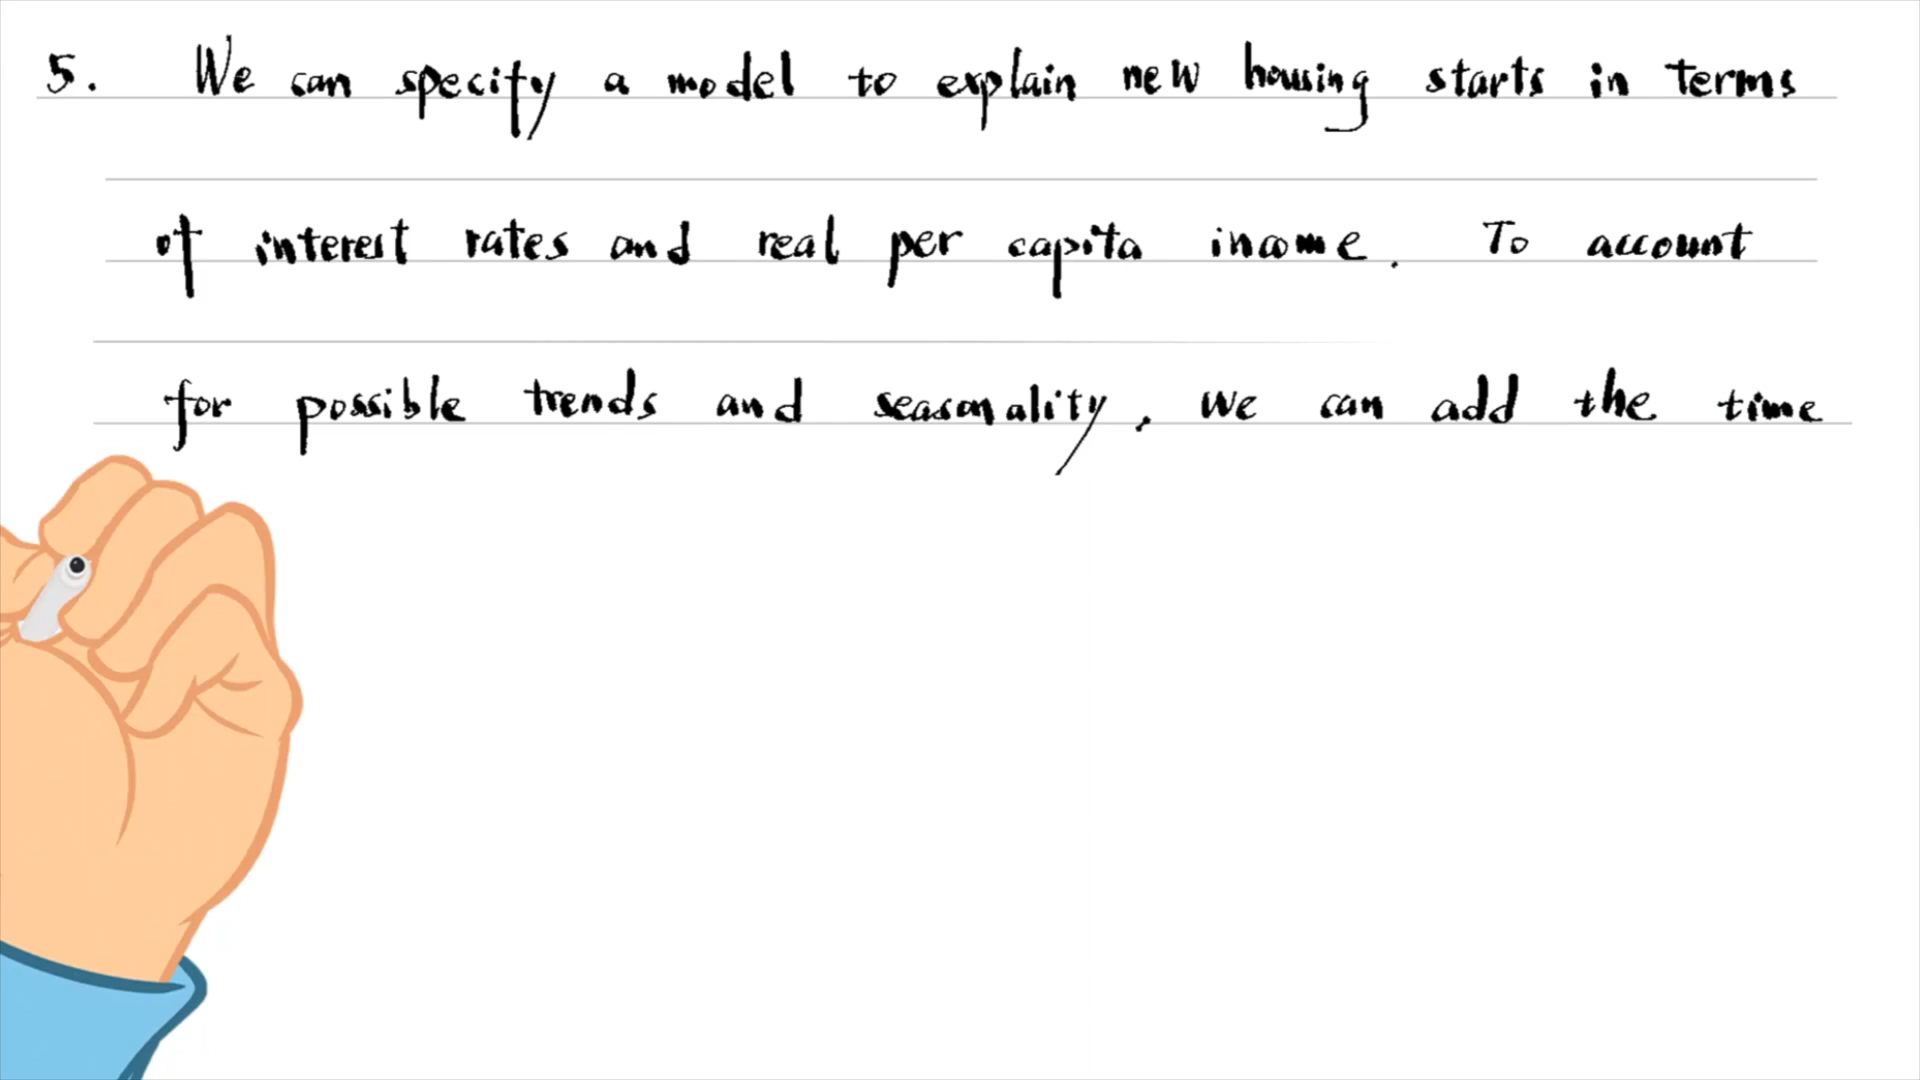 5. We can specify a model to explain new housing starts in terms
of interest rates and real per capita income. To account
for possible trends and seasonality, we can add the time